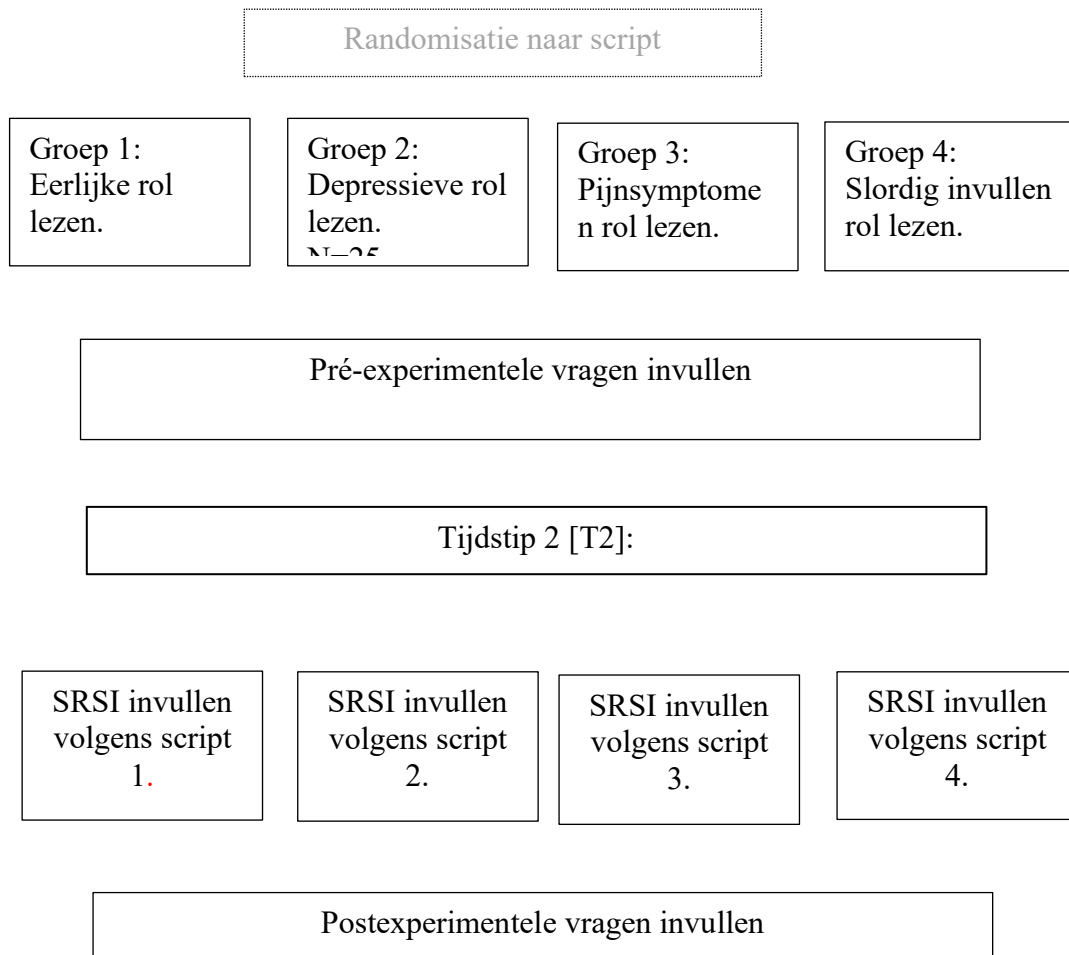 Randomisatie naar script
Groep 1:
Eerlijke rol
lezen.
Groep 2:
Depressieve rol
lezen.
N=25
Groep 3:
Pijnsymptome
n rol lezen.
Groep 4:
Slordig invullen
rol lezen.
Pré-experimentele vragen invullen
Tijdstip 2 [T2]:
SRSI invullen
volgens script
1.
SRSI invullen
volgens script
2.
SRSI invullen
volgens script
3.
SRSI invullen
volgens script
4.
Postexperimentele vragen invullen